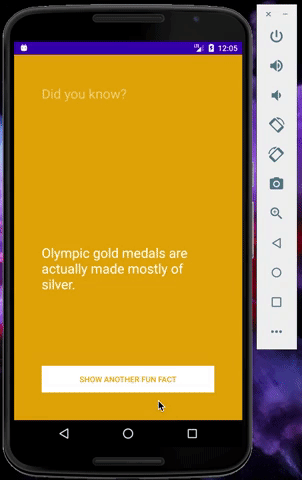 12:05
Did you know?
Olympic gold medals are
actually made mostly of
silver.
SHOW ANOTHER FUN FACT